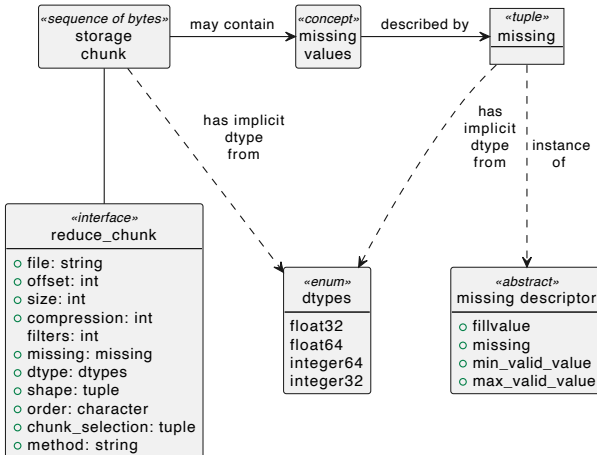 «sequence of bytes»
storage
chunk
may contain
«concept»
missing
values
described by
«tuple»
missing
has implicit
dtype
from
has
implicit
dtype
from
instance
of
«interface»
reduce_chunk
file: string
offset: int
size: int
compression: int
filters: int
missing: missing
dtype: dtypes
shape: tuple
order: character
chunk_selection: tuple
method: string
«enum»
dtypes
float32
float64
integer64
integer32
«abstract»
missing descriptor
fillvalue
missing
min_valid_value
max_valid_value